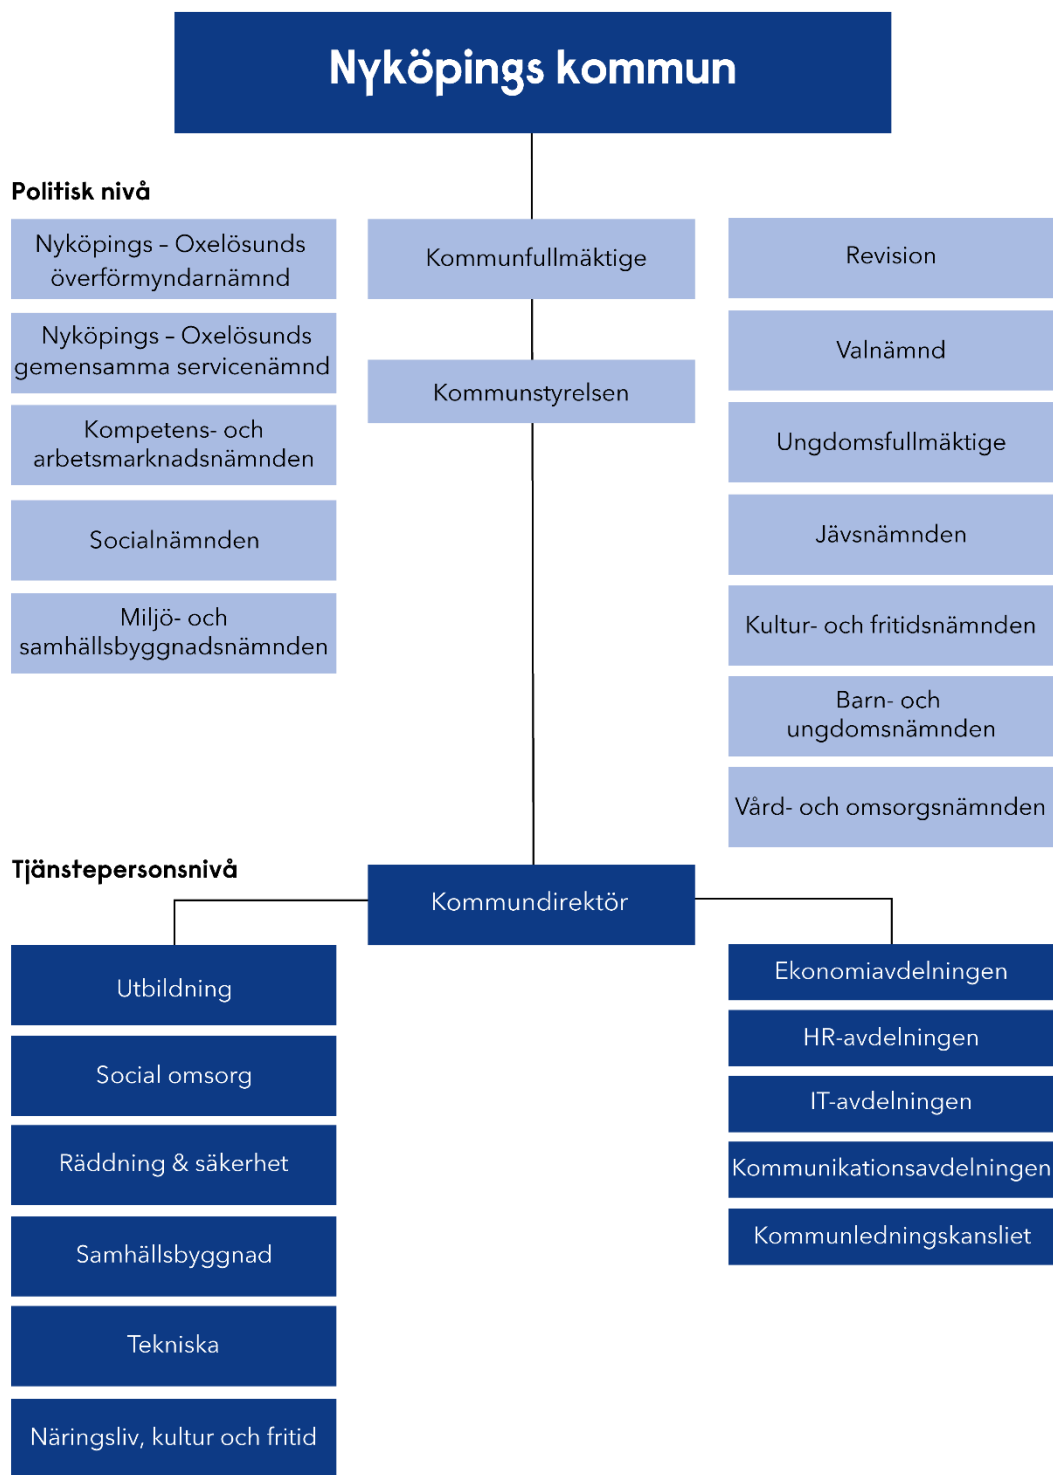 Nyköpings kommun
Politisk nivå
Nyköpings – Oxelösunds
överförmyndarnämnd
Nyköpings – Oxelösunds
gemensamma servicenämnd
Kompetens- och
arbetsmarknadsnämnden
Socialnämnden
Miljö- och
samhällsbyggnadsnämnden
Kommunfullmäktige
Kommunstyrelsen
Revision
Valnämnd
Ungdomsfullmäktige
Jävsnämnden
Kultur- och fritidsnämnden
Barn- och
ungdomsnämnden
Vård- och omsorgsnämnden
Tjänstepersonsnivå
Kommundirektör
Utbildning
Social omsorg
Räddning & säkerhet
Samhällsbyggnad
Tekniska
Näringsliv, kultur och fritid
Ekonomiavdelningen
HR-avdelningen
IT-avdelningen
Kommunikationsavdelningen
Kommunledningskansliet